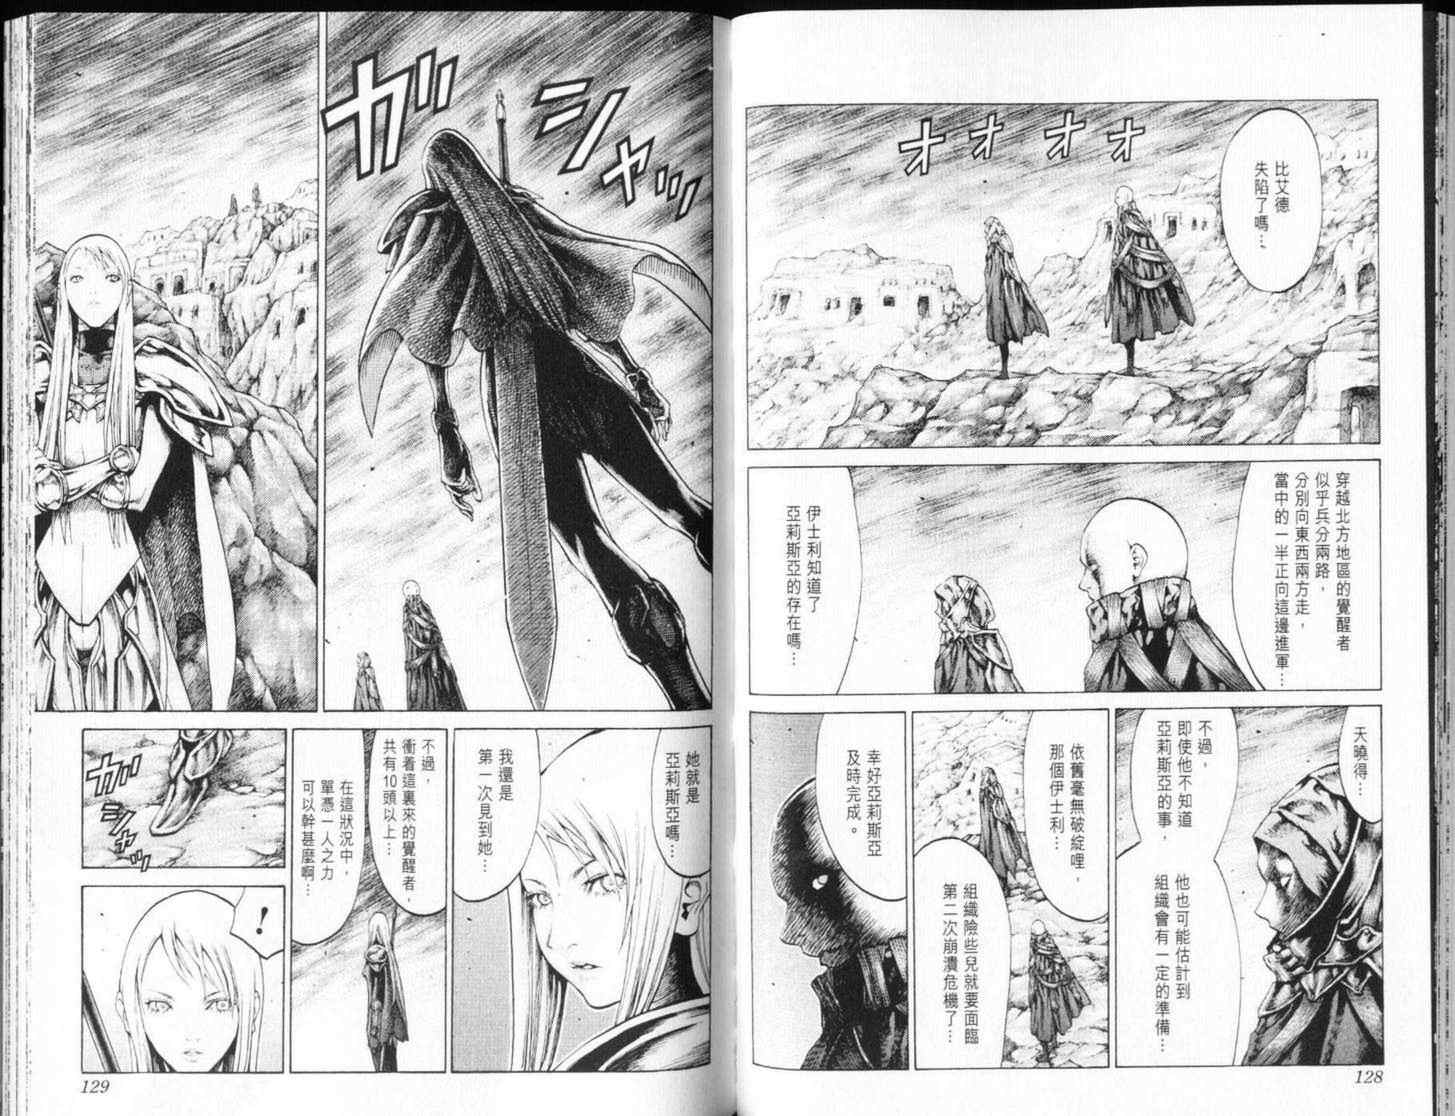 オオオオ
比艾德
失陷了嗎…
穿越北方地區的覺醒者
似乎兵分兩路，
分別向東西兩方走，
當中的一半正向這邊進軍…
伊士利知道了
亞莉斯亞的存在嗎…
天曉得…
不過，
即使他不知道
亞莉斯亞的事，
他也可能估計到
組織會有一定的準備…
依舊毫無破綻哩，
那個伊士利…
組織險些兒就要面臨
第二次崩潰危機了…
幸好亞莉斯亞
及時完成。
128
ガッ
シャッ
她就是
亞莉斯亞嗎…
我還是
第一次見到她…
不過，
衝着這裏來的覺醒者，
共有10頭以上…
在這狀況中，
單憑一人之力
可以幹甚麼啊…
ガッ
シャッ
！
129